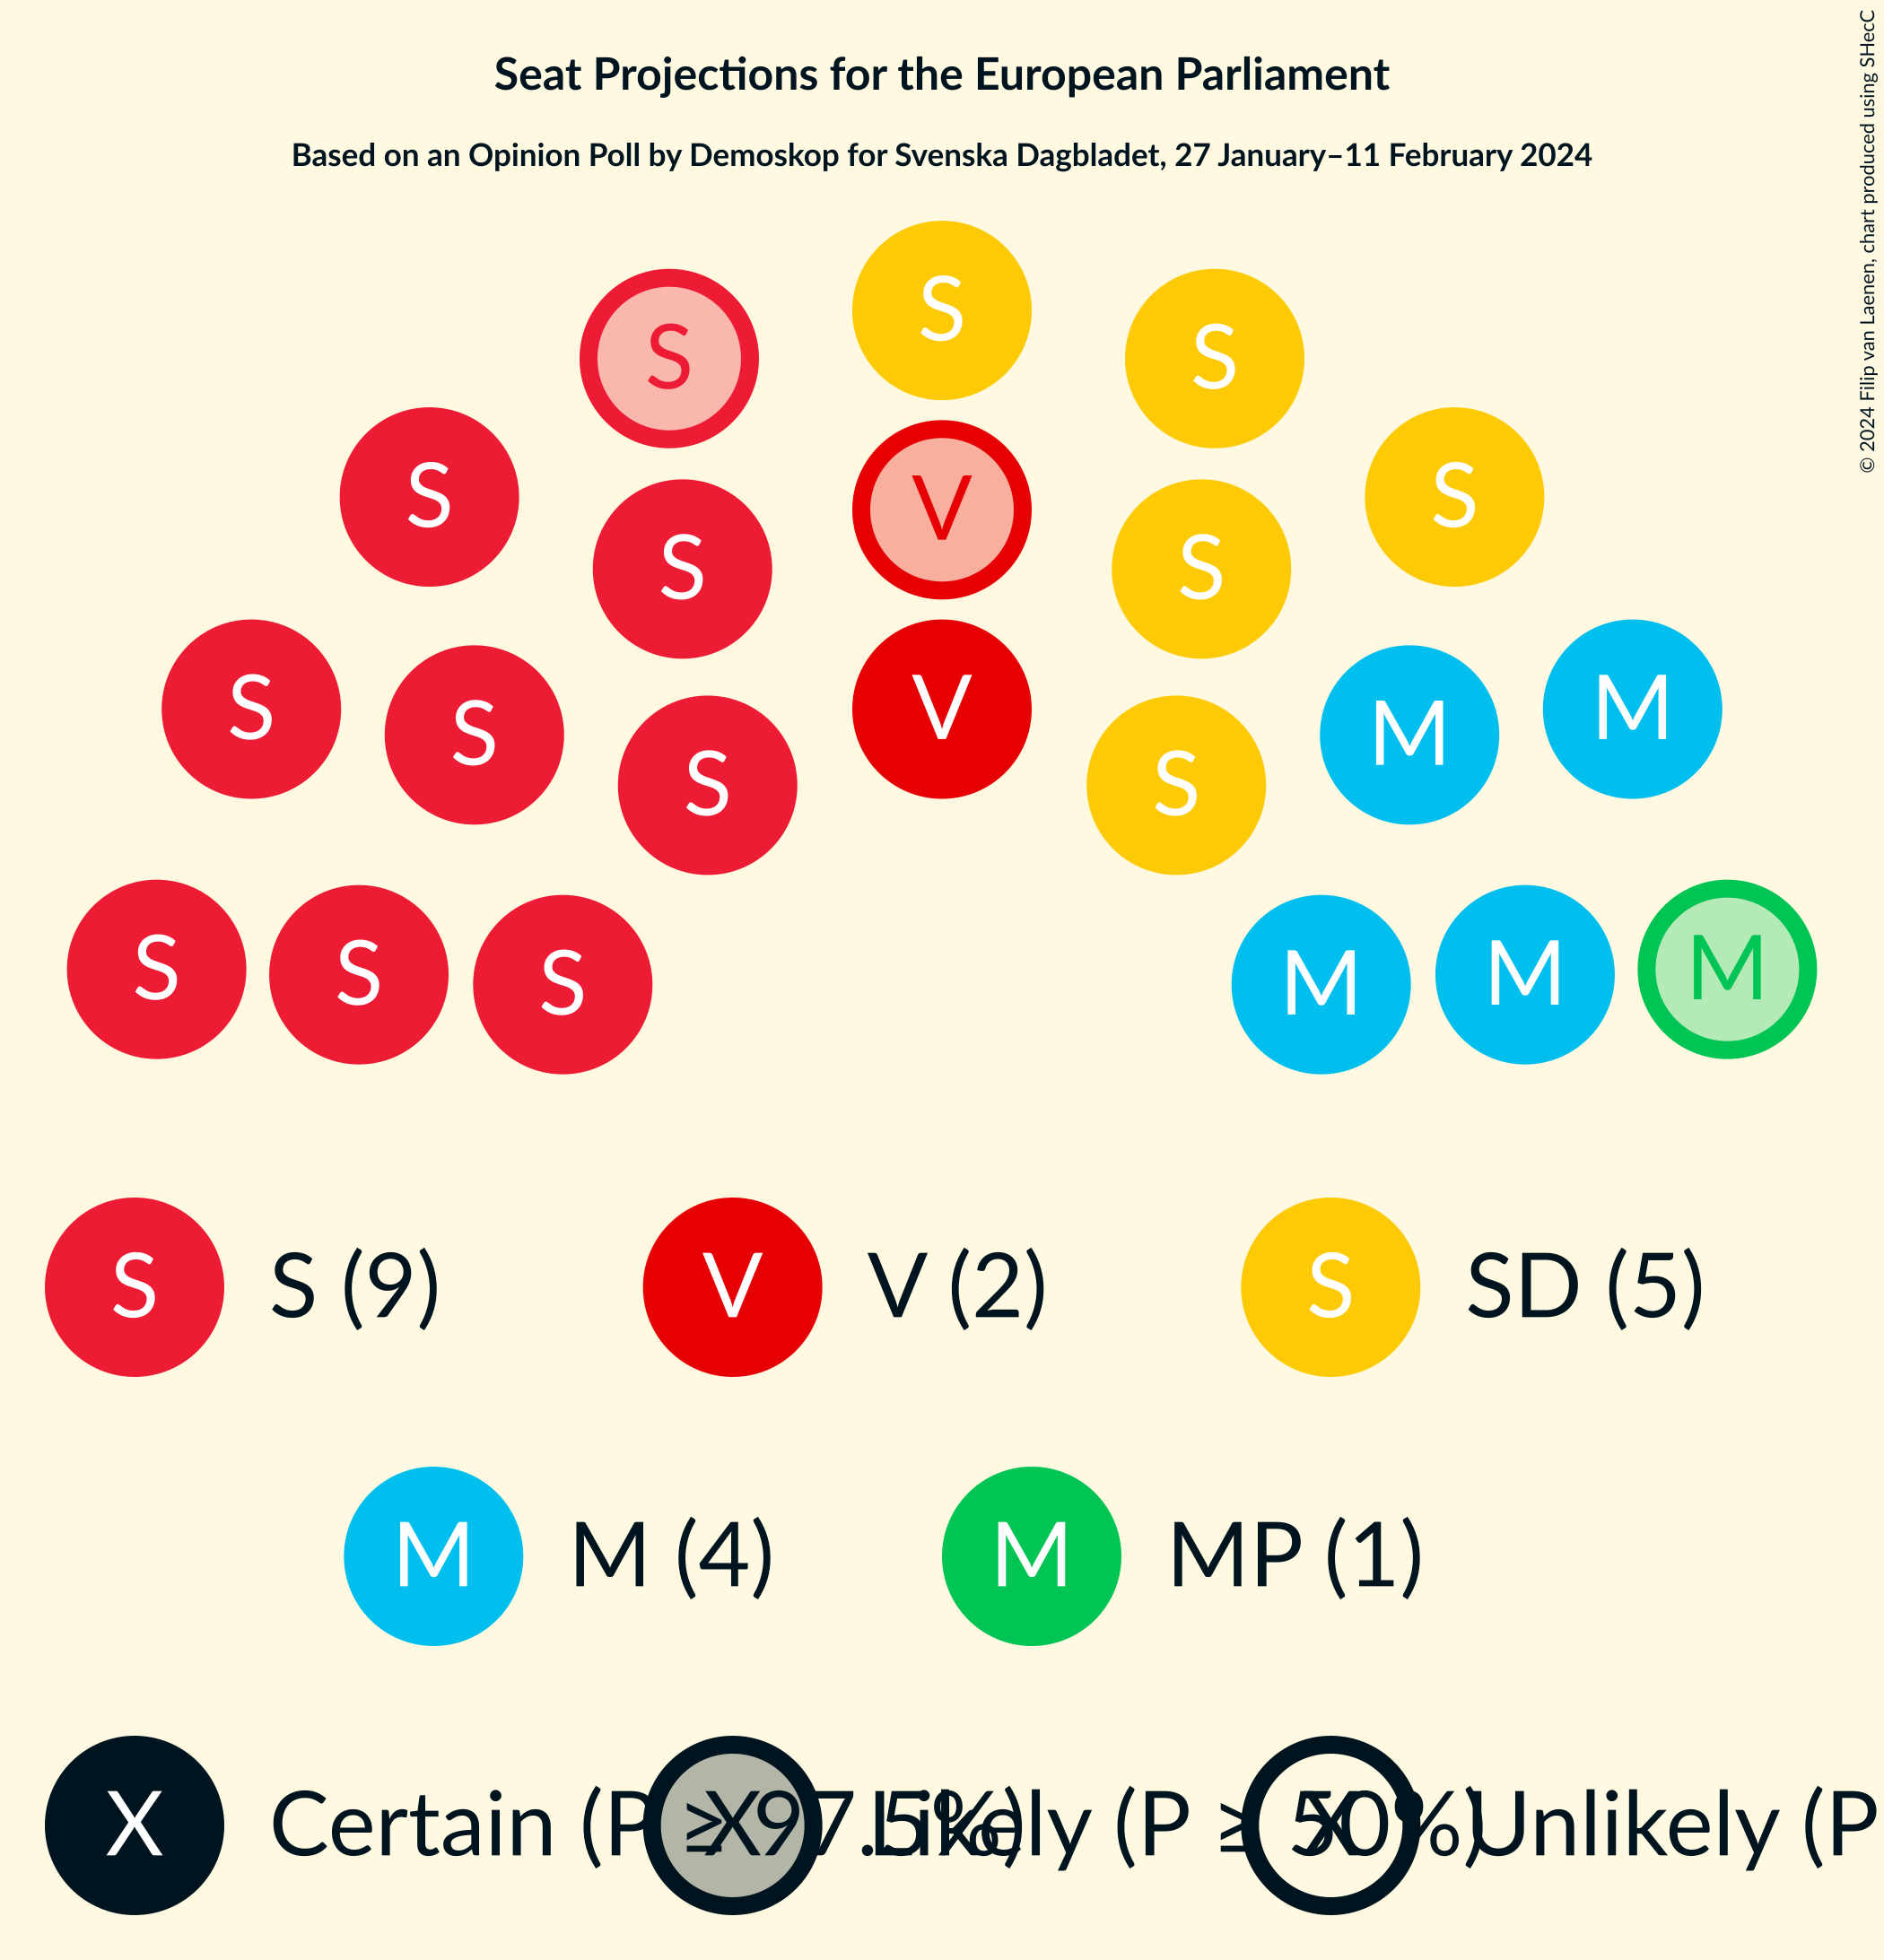 Seat Projections for the European Parliament
Based on an Opinion Poll by Demoskop for Svenska Dagbladet, 27 January–11 February 2024
© 2024 Filip van Laenen, chart produced using SHecC
S
S S
S S
V
S S
S S
S M
S V M
S S
S S M
S M M
S S (9) V V (2) S SD (5)
M M (4) M MP (1)
X Certain (P ≥ 97.5%) X Likely (P ≥ 50%) X Unlikely (P